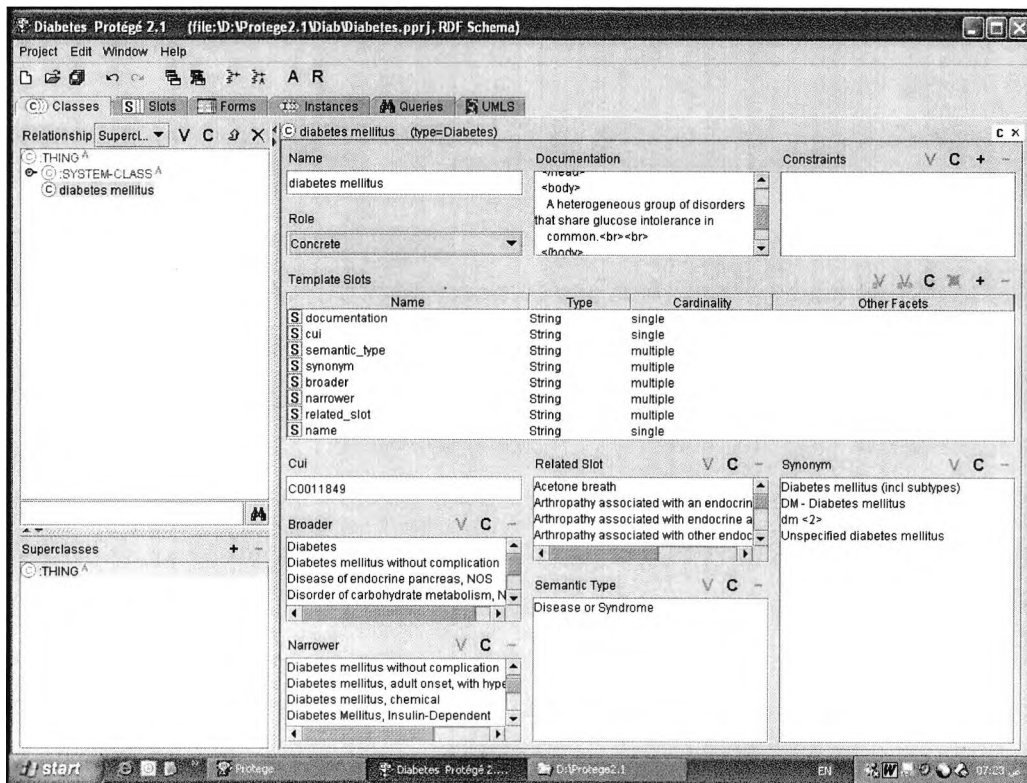 Diabetes Protégé 2.1 (file:\D:\Protege2.1\Diab\Diabetes.pprj, RDF Schema)
Project Edit Window Help
A R
C Classes S Slots Forms Instances Queries UMLS
Relationship Supercl... V C X
C :THING A
C :SYSTEM-CLASS A
C diabetes mellitus
Superclasses + -
C :THING A
C diabetes mellitus (type=Diabetes) C X
Name
diabetes mellitus
Role
Concrete
Documentation
</head>
<body>
A heterogeneous group of disorders
that share glucose intolerance in
common.<br><br>
</body>
Constraints V C + -
Template Slots V C + -
Name Type Cardinality Other Facets
S documentation String single
S cui String single
S semantic_type String multiple
S synonym String multiple
S broader String multiple
S narrower String multiple
S related_slot String multiple
S name String single
Cui
C0011849
Broader V C -
Diabetes
Diabetes mellitus without complication
Disease of endocrine pancreas, NOS
Disorder of carbohydrate metabolism, N
Narrower V C -
Diabetes mellitus without complication
Diabetes mellitus, adult onset, with hype
Diabetes mellitus, chemical
Diabetes Mellitus, Insulin-Dependent
Related Slot V C -
Acetone breath
Arthropathy associated with an endocrin
Arthropathy associated with endocrine a
Arthropathy associated with other endoc
Semantic Type V C -
Disease or Syndrome
Synonym V C -
Diabetes mellitus (incl subtypes)
DM - Diabetes mellitus
dm <2>
Unspecified diabetes mellitus
start Protege Diabetes Protégé 2.... D:\Protege2.1 EN W 07:23